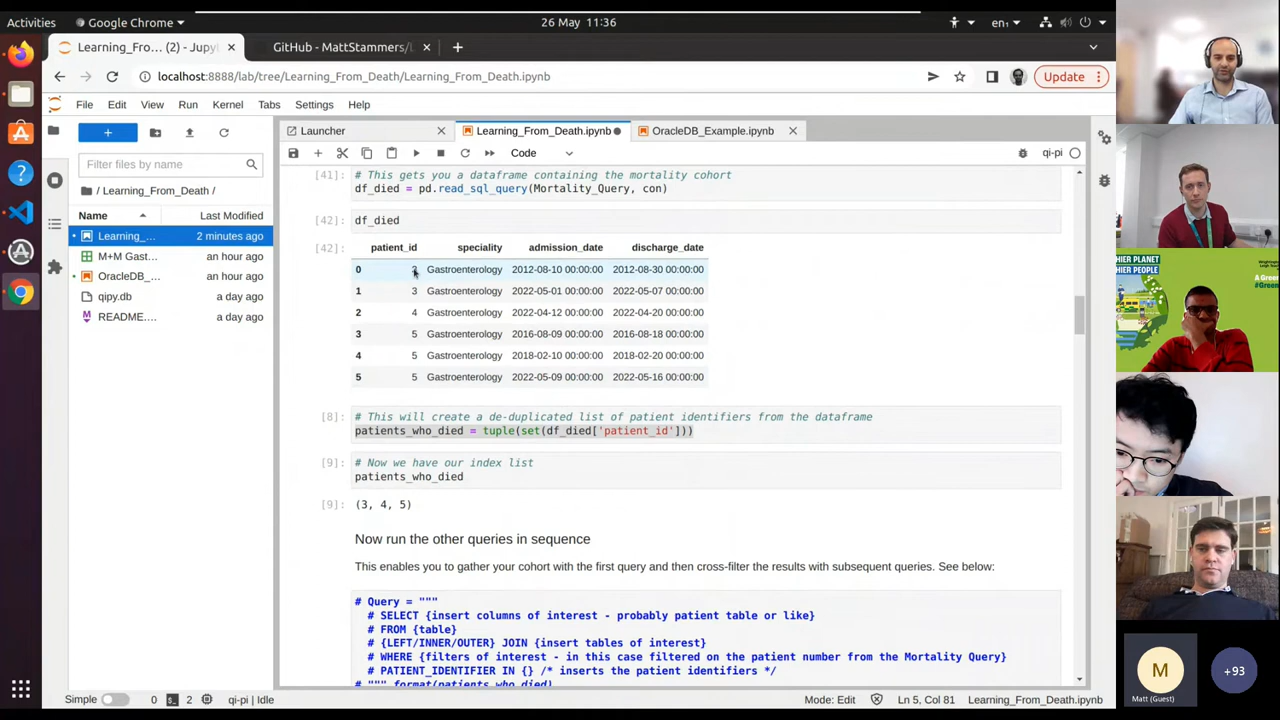 Activities
Google Chrome
26 May 11:36
en₁
Learning_Fro… (2) - Jupy
GitHub - MattStammers/L
localhost:8888/lab/tree/Learning_From_Death/Learning_From_Death.ipynb
Update
File Edit View Run Kernel Tabs Settings Help
Launcher
Learning_From_Death.ipynb
OracleDB_Example.ipynb
Code
qi-pi
Filter files by name
/ Learning_From_Death /
Name Last Modified
Learning_… 2 minutes ago
M+M Gast… an hour ago
OracleDB_… an hour ago
qipy.db a day ago
README.… a day ago
[41]: # This gets you a dataframe containing the mortality cohort
df_died = pd.read_sql_query(Mortality_Query, con)
[42]: df_died
[42]: patient_id speciality admission_date discharge_date
0 Gastroenterology 2012-08-10 00:00:00 2012-08-30 00:00:00
1 3 Gastroenterology 2022-05-01 00:00:00 2022-05-07 00:00:00
2 4 Gastroenterology 2022-04-12 00:00:00 2022-04-20 00:00:00
3 5 Gastroenterology 2016-08-09 00:00:00 2016-08-18 00:00:00
4 5 Gastroenterology 2018-02-10 00:00:00 2018-02-20 00:00:00
5 5 Gastroenterology 2022-05-09 00:00:00 2022-05-16 00:00:00
[8]: # This will create a de-duplicated list of patient identifiers from the dataframe
patients_who_died = tuple(set(df_died['patient_id']))
[9]: # Now we have our index list
patients_who_died
[9]: (3, 4, 5)
Now run the other queries in sequence
This enables you to gather your cohort with the first query and then cross-filter the results with subsequent queries. See below:
# Query = """
# SELECT {insert columns of interest - probably patient table or like}
# FROM {table}
# {LEFT/INNER/OUTER} JOIN {insert tables of interest}
# WHERE {filters of interest - in this case filtered on the patient number from the Mortality Query}
# PATIENT_IDENTIFIER IN {} /* inserts the patient identifiers */
# """ format(patients_who_died)
Simple 0 2 qi-pi | Idle
Mode: Edit Ln 5, Col 81 Learning_From_Death.ipynb
HIER PLANET
HIER PEOPLE
A Green
#Green
M
Matt (Guest)
+93